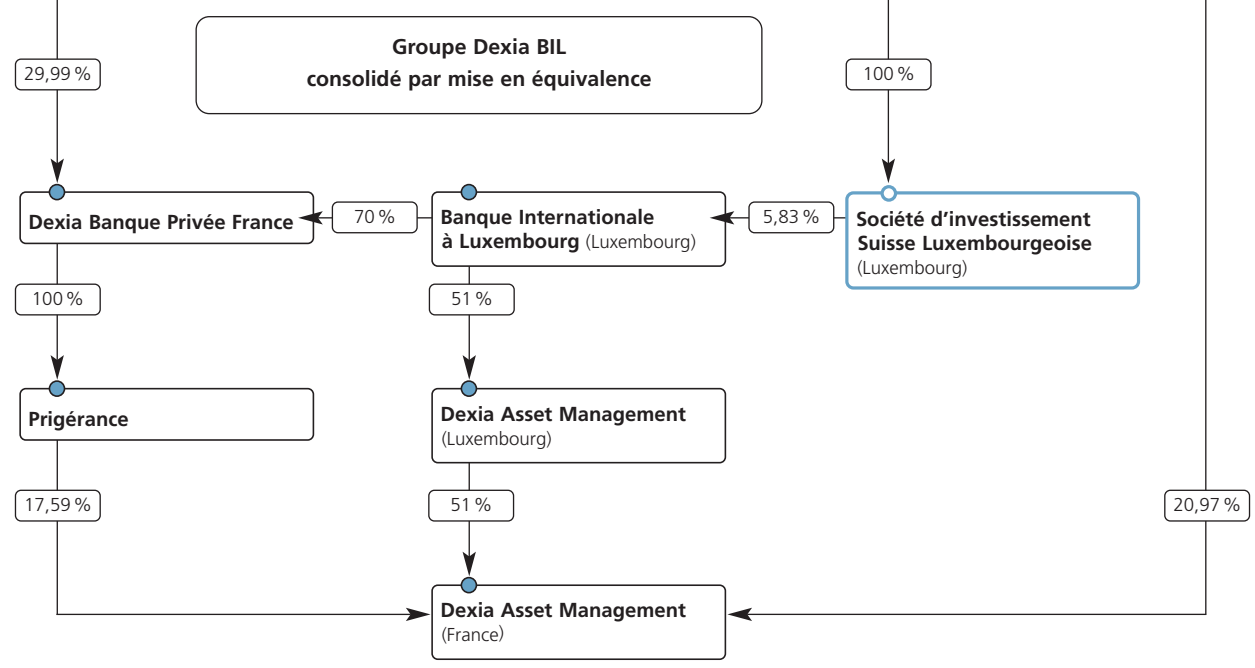 Groupe Dexia BIL
consolidé par mise en équivalence
29,99 %
100 %
Dexia Banque Privée France
70 %
Banque Internationale
à Luxembourg (Luxembourg)
5,83 %
Société d’investissement
Suisse Luxembourgeoise
(Luxembourg)
100 %
51 %
Prigérance
Dexia Asset Management
(Luxembourg)
17,59 %
51 %
20,97 %
Dexia Asset Management
(France)